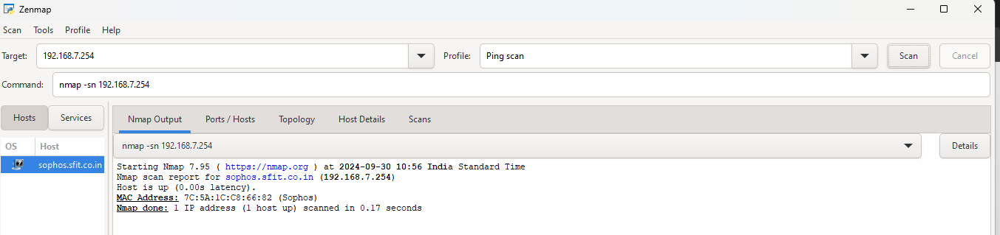 Zenmap
Scan Tools Profile Help
Target: 192.168.7.254 Profile: Ping scan Scan Cancel
Command: nmap -sn 192.168.7.254
Hosts Services
Nmap Output Ports / Hosts Topology Host Details Scans
OS Host
nmap -sn 192.168.7.254 Details
sophos.sfit.co.in
Starting Nmap 7.95 ( https://nmap.org ) at 2024-09-30 10:56 India Standard Time
Nmap scan report for sophos.sfit.co.in (192.168.7.254)
Host is up (0.00s latency).
MAC Address: 7C:5A:1C:C8:66:82 (Sophos)
Nmap done: 1 IP address (1 host up) scanned in 0.17 seconds